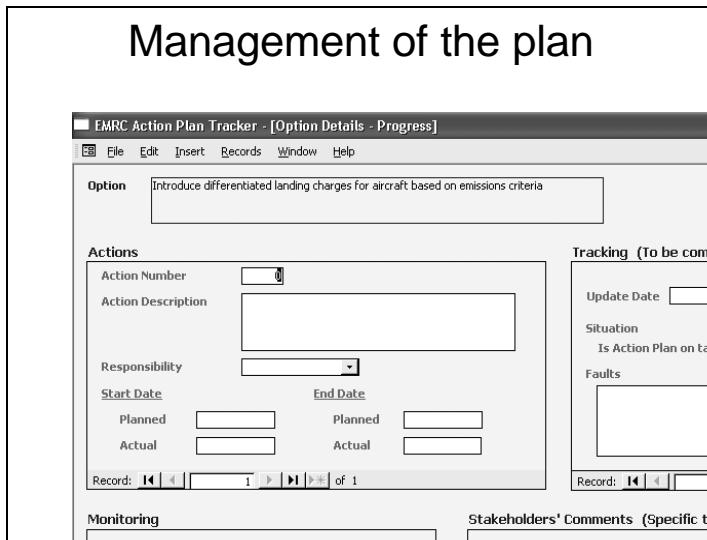 Management of the plan
EMRC Action Plan Tracker - [Option Details - Progress]
File Edit Insert Records Window Help
Option Introduce differentiated landing charges for aircraft based on emissions criteria
Actions
Action Number 0
Action Description
Responsibility
Start Date End Date
Planned Planned
Actual Actual
Record: 1 of 1
Tracking (To be com
Update Date
Situation
Is Action Plan on ta
Faults
Record:
Monitoring
Stakeholders' Comments (Specific t